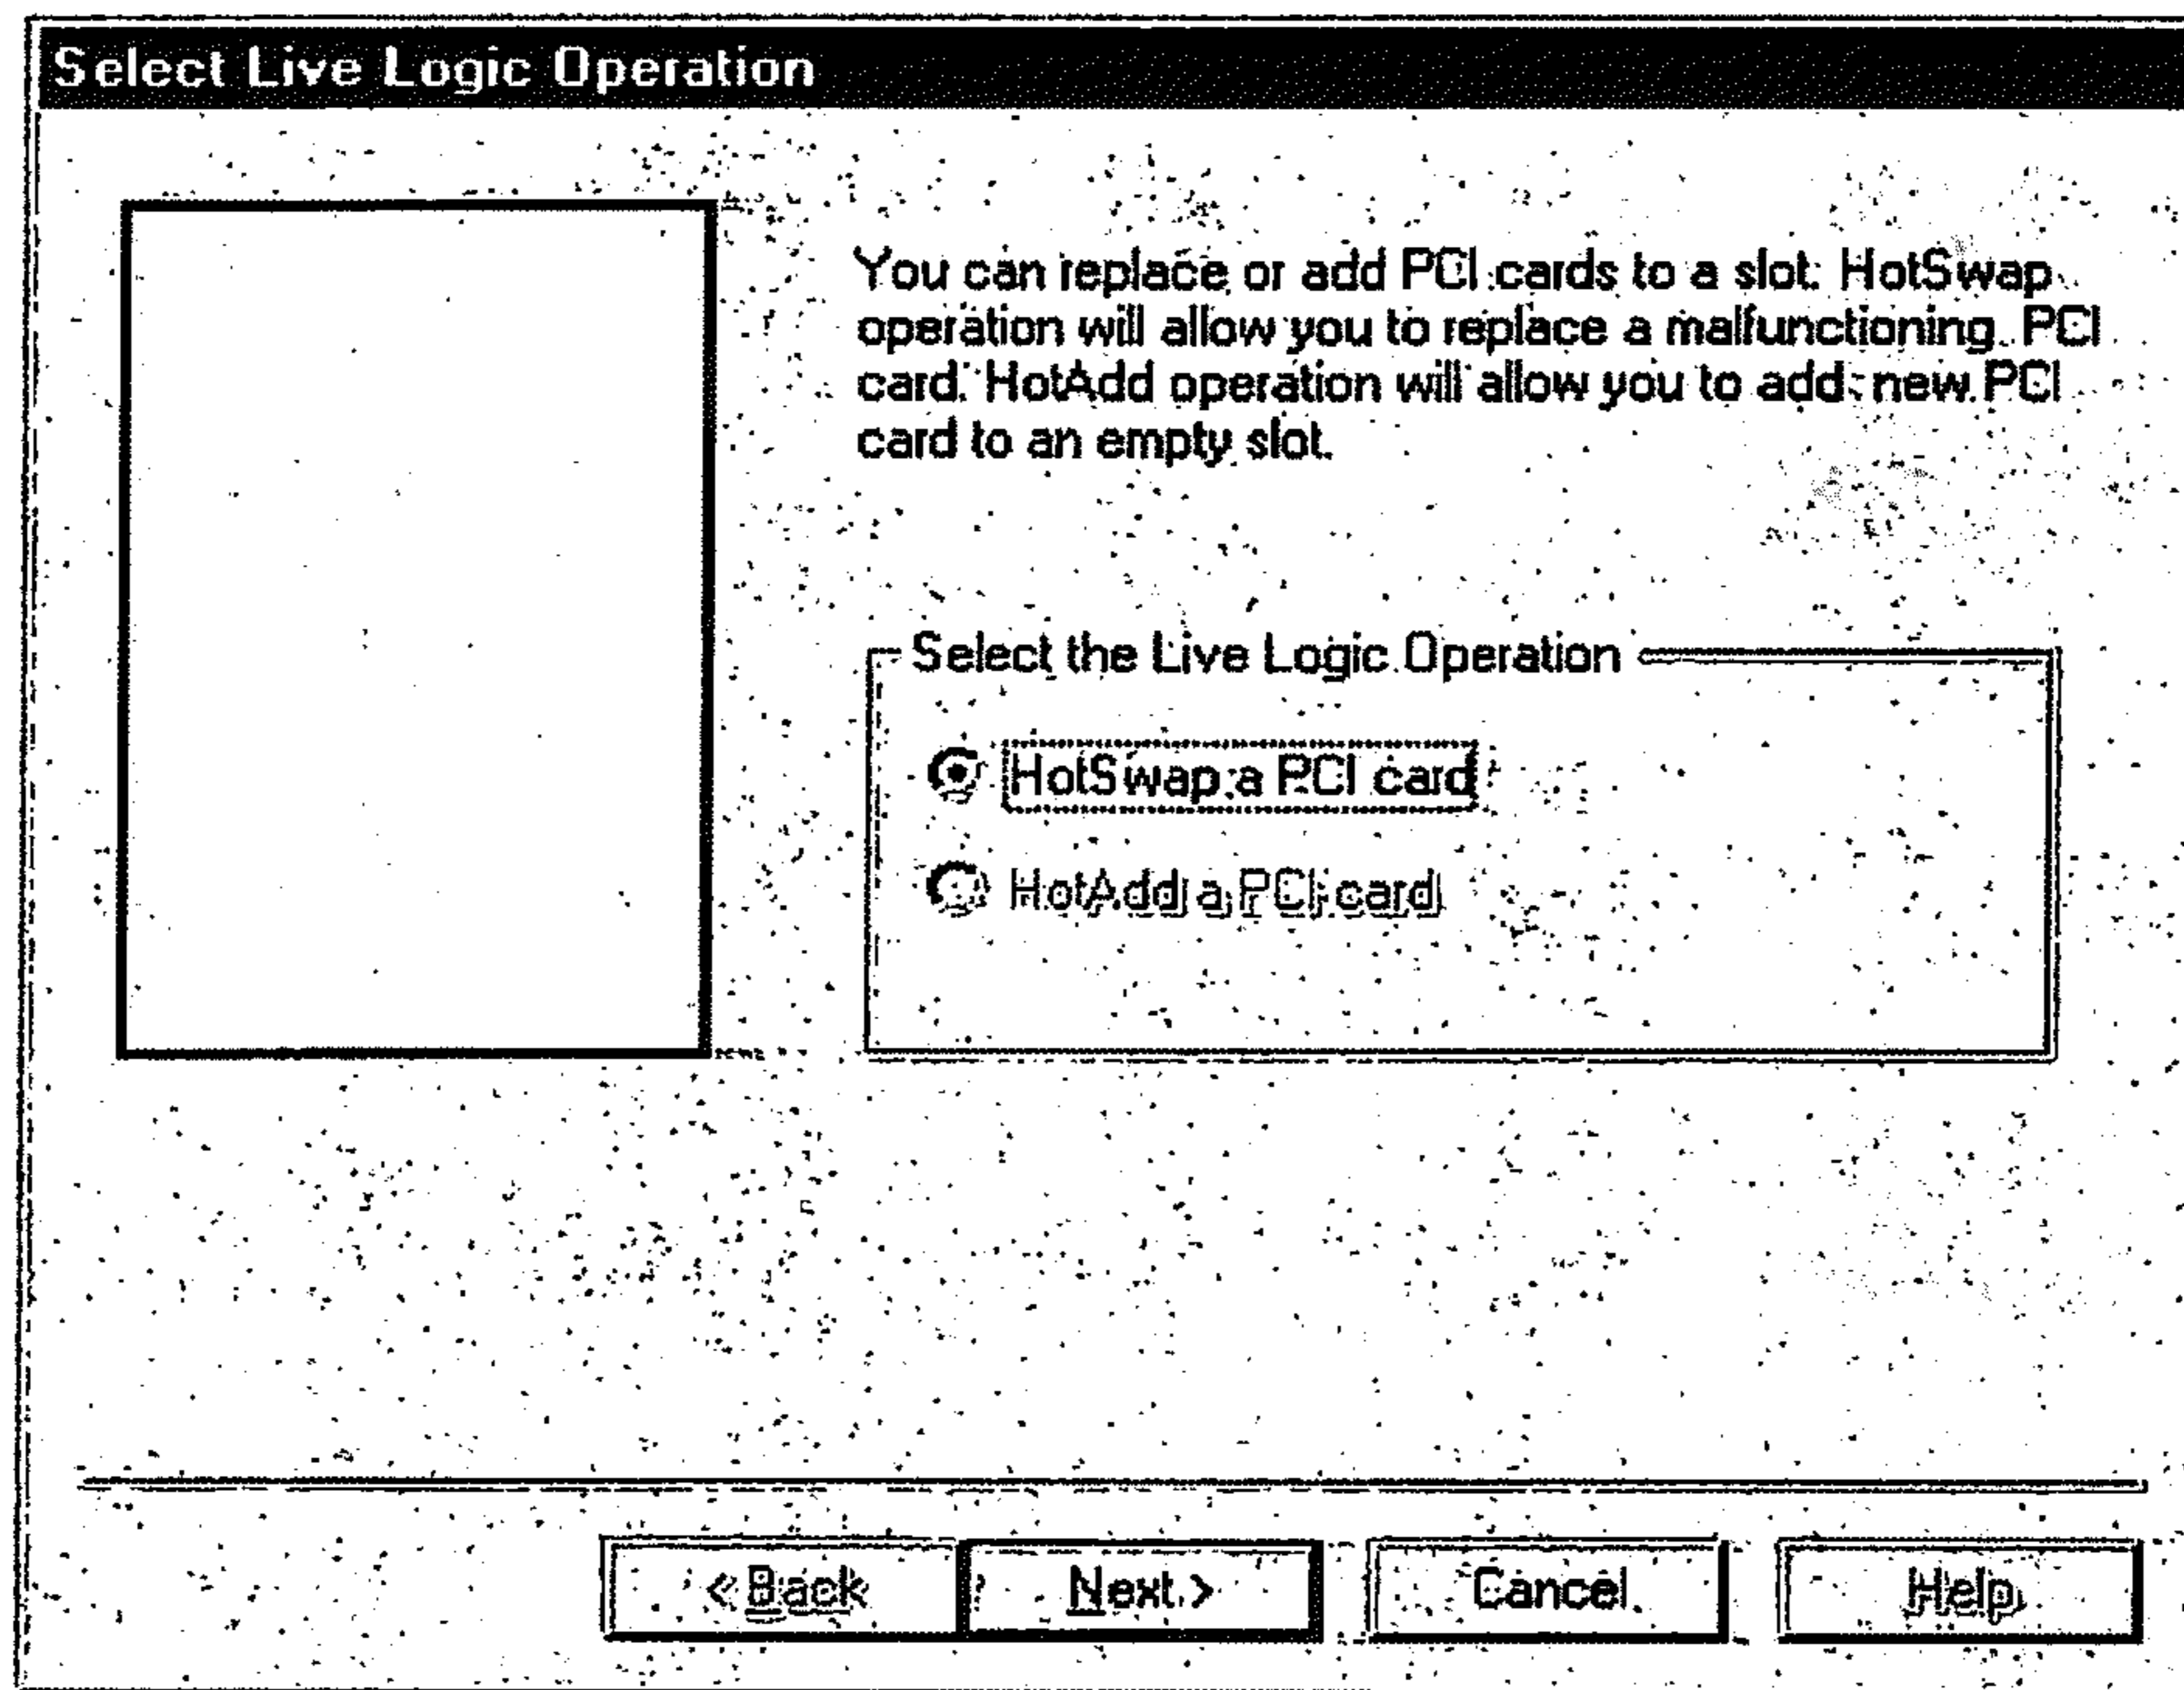 Select Live Logic Operation
You can replace or add PCI cards to a slot. HotSwap
operation will allow you to replace a malfunctioning PCI
card. HotAdd operation will allow you to add new PCI
card to an empty slot.
Select the Live Logic Operation
HotSwap a PCI card
HotAdd a PCI card
< Back
Next >
Cancel
Help